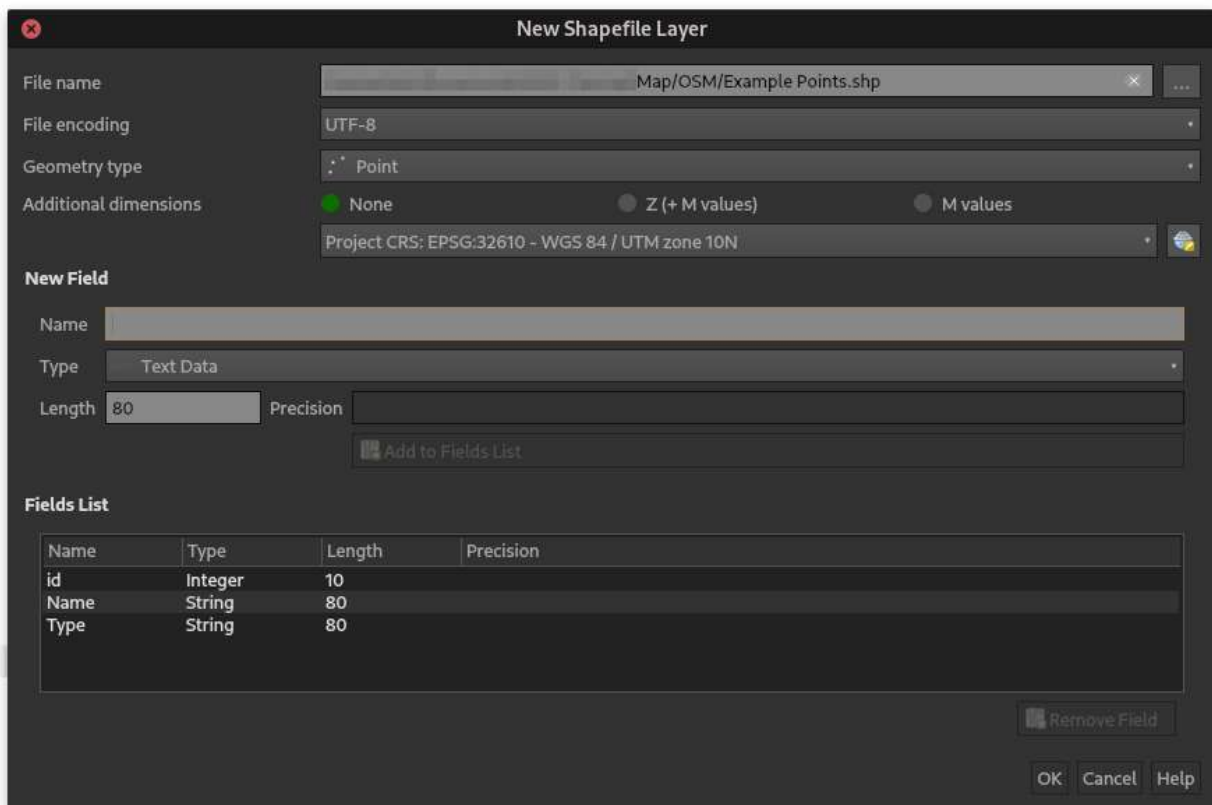 New Shapefile Layer
File name Map/OSM/Example Points.shp ...
File encoding UTF-8
Geometry type Point
Additional dimensions None Z (+ M values) M values
Project CRS: EPSG:32610 - WGS 84 / UTM zone 10N
New Field
Name
Type Text Data
Length 80 Precision
Add to Fields List
Fields List
Name Type Length Precision
id Integer 10
Name String 80
Type String 80
Remove Field
OK Cancel Help